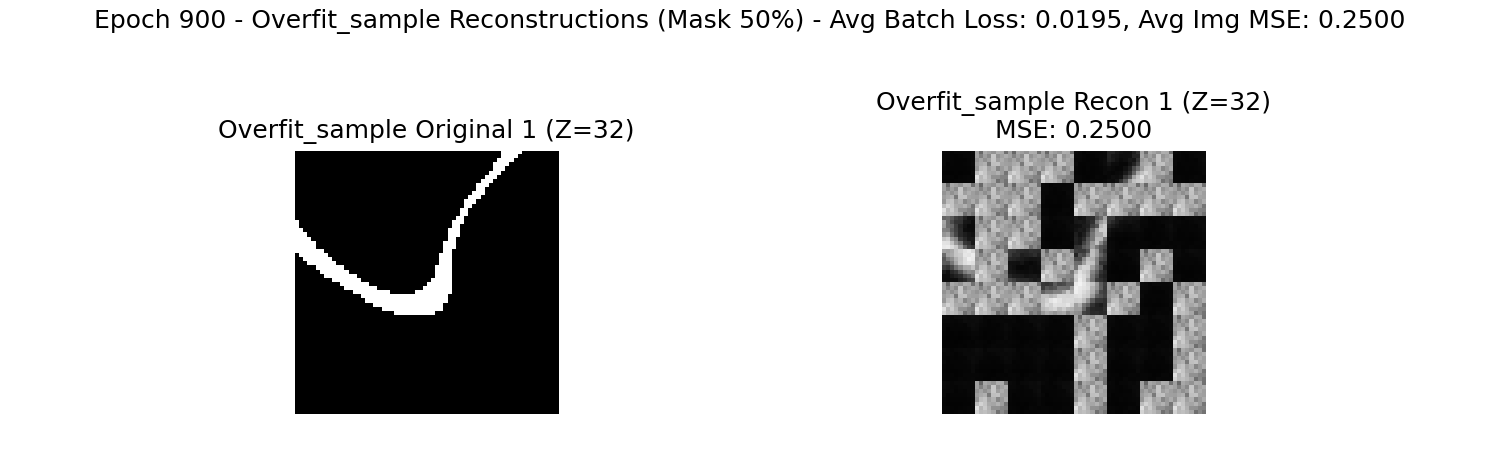 Epoch 900 - Overfit_sample Reconstructions (Mask 50%) - Avg Batch Loss: 0.0195, Avg Img MSE: 0.2500
Overfit_sample Original 1 (Z=32)
Overfit_sample Recon 1 (Z=32)
MSE: 0.2500